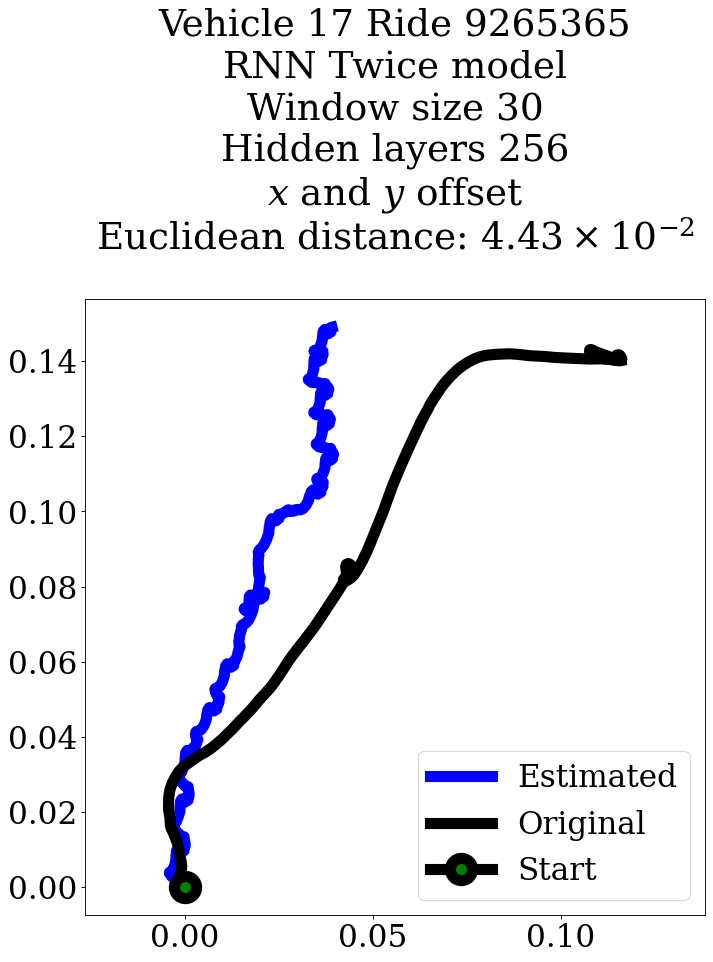 Vehicle 17 Ride 9265365
RNN Twice model
Window size 30
Hidden layers 256
x and y offset
Euclidean distance: 4.43 × 10⁻²
0.14
0.12
0.10
0.08
0.06
0.04
0.02
0.00
Estimated
Original
Start
0.00 0.05 0.10